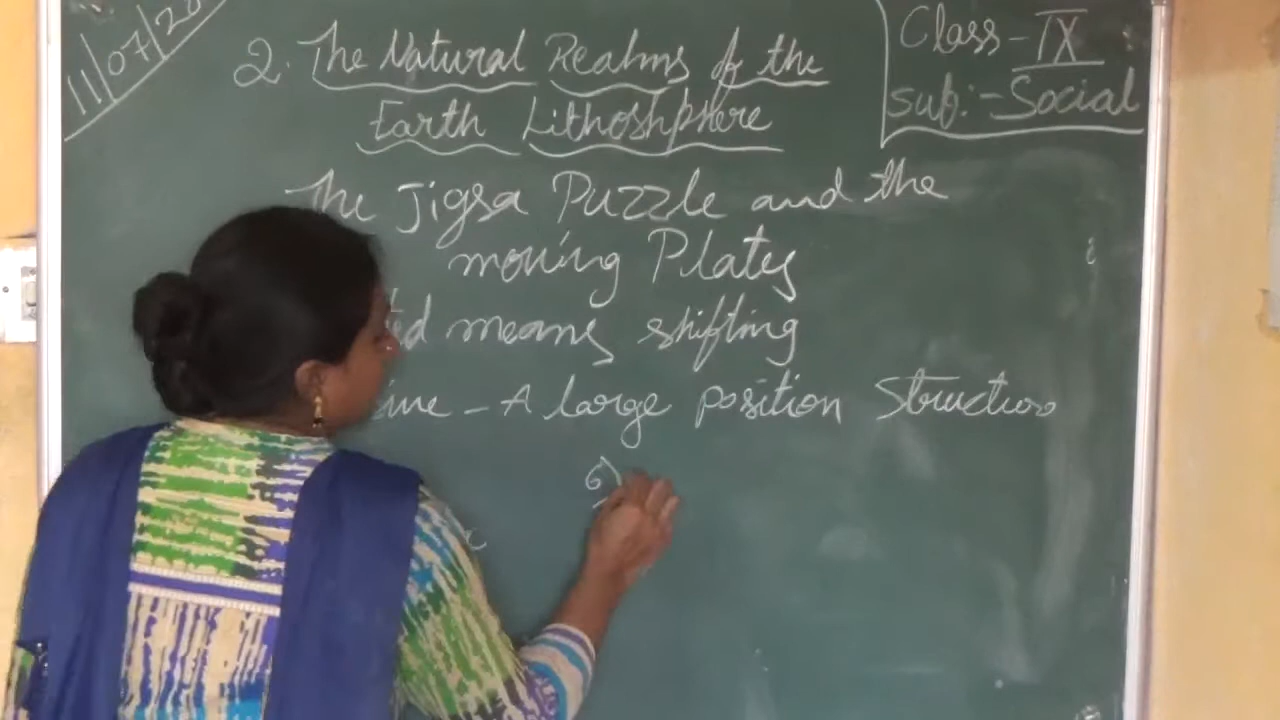 11/07/20
Class - IX
Sub:- Social
2. The Natural Realms of the
Earth Lithoshphere
The Jigsa Puzzle and the
moving Plates
means shifting
- A large position Structure